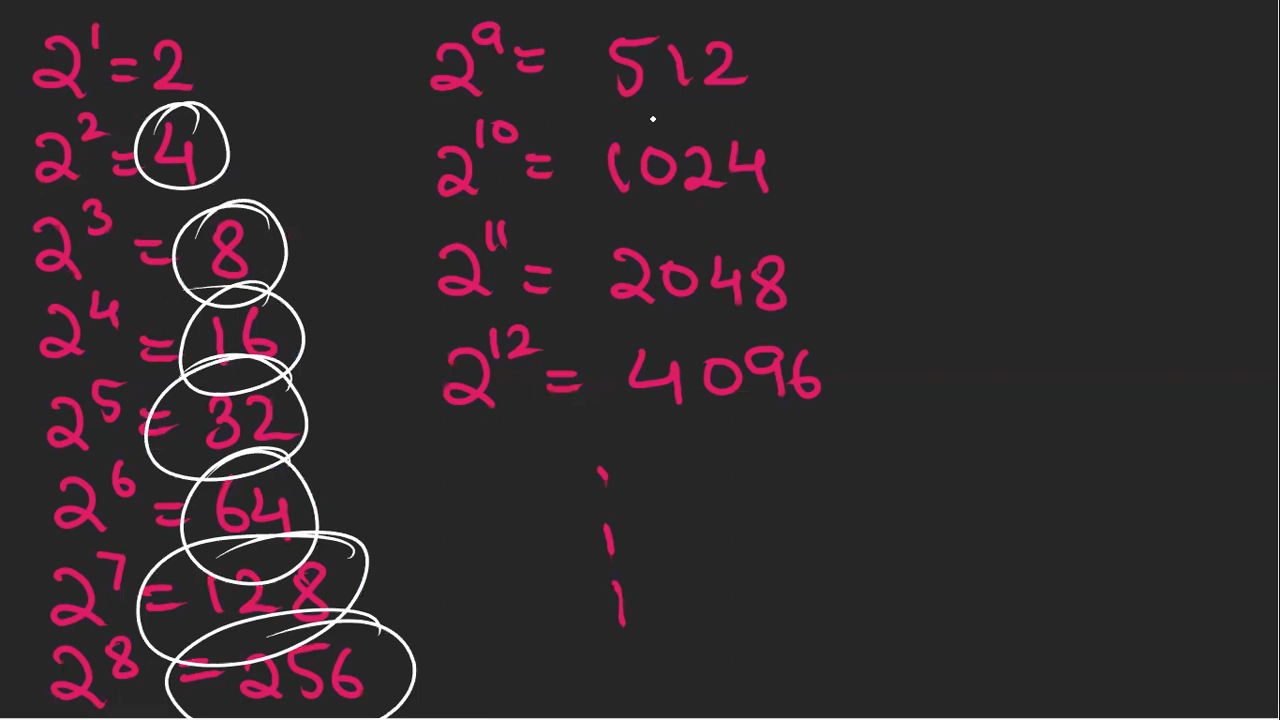 2¹ = 2
2² = 4
2³ = 8
2⁴ = 16
2⁵ = 32
2⁶ = 64
2⁷ = 128
2⁸ = 256
2⁹ = 512
2¹⁰ = 1024
2¹¹ = 2048
2¹² = 4096